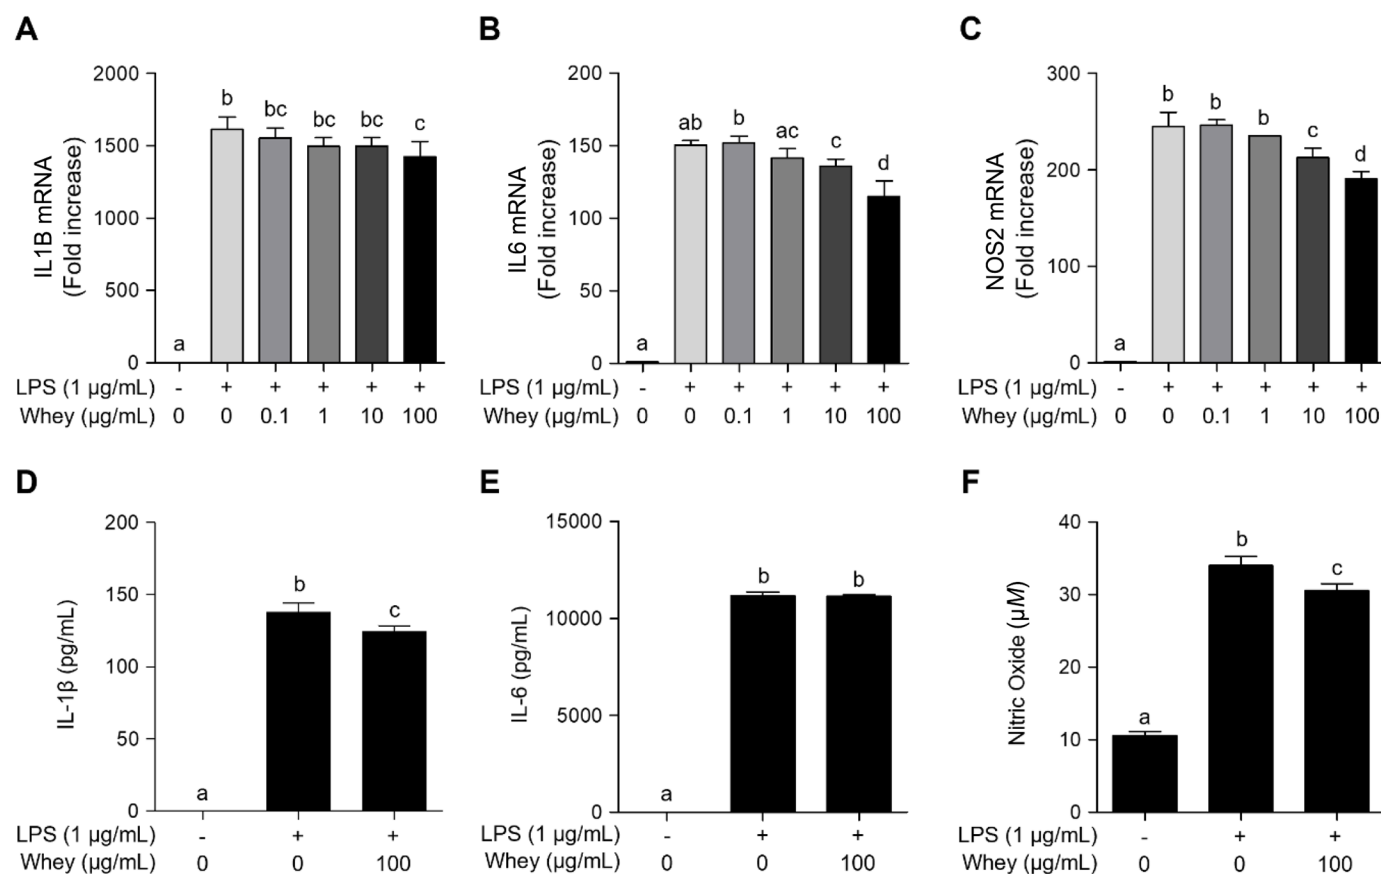 A
IL1B mRNA
(Fold increase)
2000
1500
1000
500
0
a
b
bc
bc
bc
c
LPS (1 µg/mL) - + + + + +
Whey (µg/mL) 0 0 0.1 1 10 100
B
IL6 mRNA
(Fold increase)
200
150
100
50
0
a
ab
b
ac
c
d
LPS (1 µg/mL) - + + + + +
Whey (µg/mL) 0 0 0.1 1 10 100
C
NOS2 mRNA
(Fold increase)
300
200
100
0
a
b
b
b
c
d
LPS (1 µg/mL) - + + + + +
Whey (µg/mL) 0 0 0.1 1 10 100
D
IL-1β (pg/mL)
200
150
100
50
0
a
b
c
LPS (1 µg/mL) - + +
Whey (µg/mL) 0 0 100
E
IL-6 (pg/mL)
15000
10000
5000
0
a
b
b
LPS (1 µg/mL) - + +
Whey (µg/mL) 0 0 100
F
Nitric Oxide (µM)
40
30
20
10
0
a
b
c
LPS (1 µg/mL) - + +
Whey (µg/mL) 0 0 100